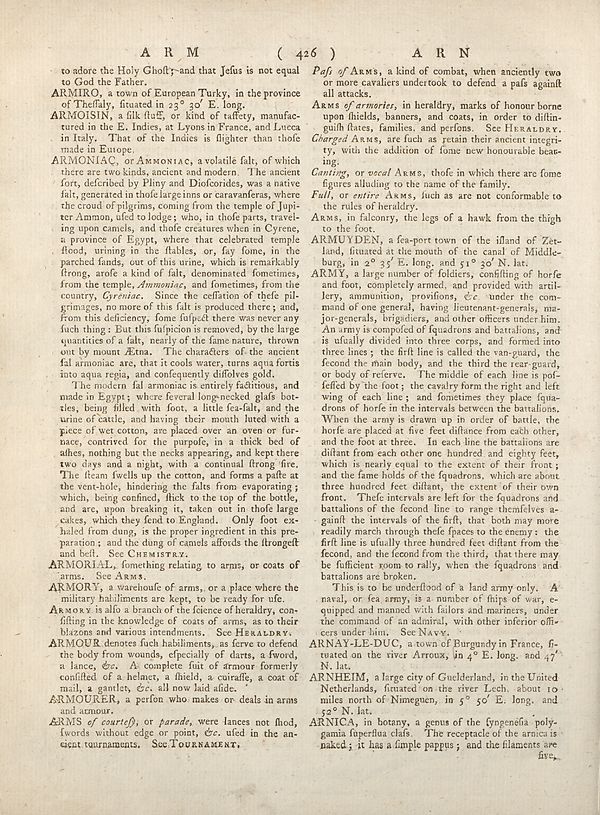 A R M ( 426 ) A R N
to adore the Holy Ghoſt; and that Jeſus is not equal
to God the Father.
ARMIRO, a town of European Turky, in the province
of Theſſaly, ſituated in 23° 30′ E. long.
ARMOISIN, a ſilk ſtuff, or kind of taffety, manufac-
tured in the E. Indies, at Lyons in France, and Lucca
in Italy. That of the Indies is ſlighter than thoſe
made in Europe.
ARMONIAC, or AMMONIAC, a volatile ſalt, of which
there are two kinds, ancient and modern. The ancient
ſort, deſcribed by Pliny and Dioſcorides, was a native
ſalt, generated in thoſe large inns or caravanſeras, where
the croud of pilgrims, coming from the temple of Jupi-
ter Ammon, uſed to lodge; who, in thoſe parts, travel-
ing upon camels, and thoſe creatures when in Cyrene,
a province of Egypt, where that celebrated temple
ſtood, urining in the ſtables, or, ſay ſome, in the
parched ſands, out of this urine, which is remarkably
ſtrong, aroſe a kind of ſalt, denominated ſometimes,
from the temple, Ammoniac, and ſometimes, from the
country, Cyreniac. Since the ceſſation of theſe pil-
grimages, no more of this ſalt is produced there; and,
from this deficiency, ſome ſuſpect there was never any
ſuch thing: But this ſuſpicion is removed, by the large
quantities of a ſalt, nearly of the ſame nature, thrown
out by mount Ætna. The characters of the ancient
ſal armoniac are, that it cools water, turns aqua fortis
into aqua regia, and conſequently diſſolves gold.
The modern ſal armoniac is entirely factitious, and
made in Egypt; where ſeveral long-necked glaſs bot-
tles, being filled with ſoot, a little ſea-ſalt, and the
urine of cattle, and having their mouth luted with a
piece of wet cotton, are placed over an oven or fur-
nace, contrived for the purpoſe, in a thick bed of
aſhes, nothing but the necks appearing, and kept there
two days and a night, with a continual ſtrong fire.
The ſteam ſwells up the cotton, and forms a paſte at
the vent-hole, hindering the ſalts from evaporating;
which, being confined, ſtick to the top of the bottle,
and are, upon breaking it, taken out in thoſe large
cakes, which they ſend to England. Only ſoot ex-
haled from dung, is the proper ingredient in this pre-
paration; and the dung of camels affords the ſtrongeſt
and beſt. See CHEMISTRY.
ARMORIAL, ſomething relating to arms, or coats of
arms. See ARMS.
ARMORY, a warehouſe of arms, or a place where the
military habiliments are kept, to be ready for uſe.
ARMORY is alſo a branch of the ſcience of heraldry, con-
ſiſting in the knowledge of coats of arms, as to their
blazons and various intendments. See HERALDRY.
ARMOUR denotes ſuch habiliments, as ſerve to defend
the body from wounds, eſpecially of darts, a ſword,
a lance, &c. A complete ſuit of armour formerly
conſiſted of a helmet, a ſhield, a cuiraſſe, a coat of
mail, a gantlet, &c. all now laid aſide.
ARMOURER, a perſon who makes or deals in arms
and armour.
ARMS of courteſy, or parade, were lances not ſhod,
ſwords without edge or point, &c. uſed in the an-
cient tournaments. See TOURNAMENT.
Paſs of ARMS, a kind of combat, when anciently two
or more cavaliers undertook to defend a paſs againſt
all attacks.
ARMS of armories, in heraldry, marks of honour borne
upon ſhields, banners, and coats, in order to diſtin-
guiſh ſtates, families, and perſons. See HERALDRY.
Charged ARMS, are ſuch as retain their ancient integri-
ty, with the addition of ſome new honourable bear-
ing.
Canting, or vocal ARMS, thoſe in which there are ſome
figures alluding to the name of the family.
Full, or entire ARMS, ſuch as are not conformable to
the rules of heraldry.
ARMS, in falconry, the legs of a hawk from the thigh
to the foot.
ARMUYDEN, a ſea-port town of the iſland of Zet-
land, ſituated at the mouth of the canal of Middle-
burg, in 2° 35′ E. long. and 51° 30′ N. lat.
ARMY, a large number of ſoldiers, conſiſting of horſe
and foot, completely armed, and provided with artil-
lery, ammunition, proviſions, &c. under the com-
mand of one general, having lieutenant-generals, ma-
jor-generals, brigadiers, and other officers under him.
An army is compoſed of ſquadrons and battalions, and
is uſually divided into three corps, and formed into
three lines; the firſt line is called the van-guard, the
ſecond the main body, and the third the rear-guard,
or body of reſerve. The middle of each line is poſ-
ſeſſed by the foot; the cavalry form the right and left
wing of each line; and ſometimes they place ſqua-
drons of horſe in the intervals between the battalions.
When the army is drawn up in order of battle, the
horſe are placed at five feet diſtance from each other,
and the foot at three. In each line the battalions are
diſtant from each other one hundred and eighty feet,
which is nearly equal to the extent of their front;
and the ſame holds of the ſquadrons, which are about
three hundred feet diſtant, the extent of their own
front. Theſe intervals are left for the ſquadrons and
battalions of the ſecond line to range themſelves a-
gainſt the intervals of the firſt, that both may more
readily march through theſe ſpaces to the enemy: the
firſt line is uſually three hundred feet diſtant from the
ſecond, and the ſecond from the third, that there may
be ſufficient room to rally, when the ſquadrons and
battalions are broken.
This is to be underſtood of a land army only. A
naval, or ſea army, is a number of ſhips of war, e-
quipped and manned with ſailors and mariners, under
the command of an admiral, with other inferior offi-
cers under him. See NAVY.
ARNAY-LE-DUC, a town of Burgundy in France, ſi-
tuated on the river Arroux, in 4° E. long. and 47°
N. lat.
ARNHEIM, a large city of Guelderland, in the United
Netherlands, ſituated on the river Lech, about 10
miles north of Nimeguen, in 5° 50′ E. long. and
52° N. lat.
ARNICA, in botany, a genus of the ſyngeneſia poly-
gamia ſuperflua claſs. The receptacle of the arnica is
naked; it has a ſimple pappus; and the filaments are
five,